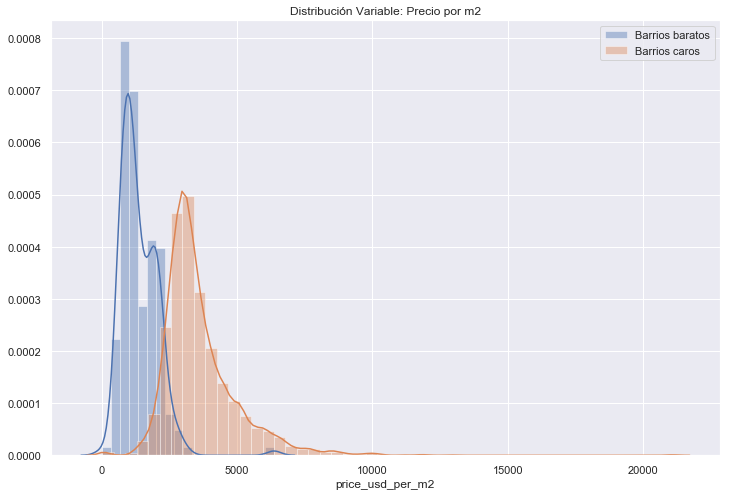 Distribución Variable: Precio por m2
Barrios baratos
Barrios caros
0.0008
0.0007
0.0006
0.0005
0.0004
0.0003
0.0002
0.0001
0.0000
0 5000 10000 15000 20000
price_usd_per_m2